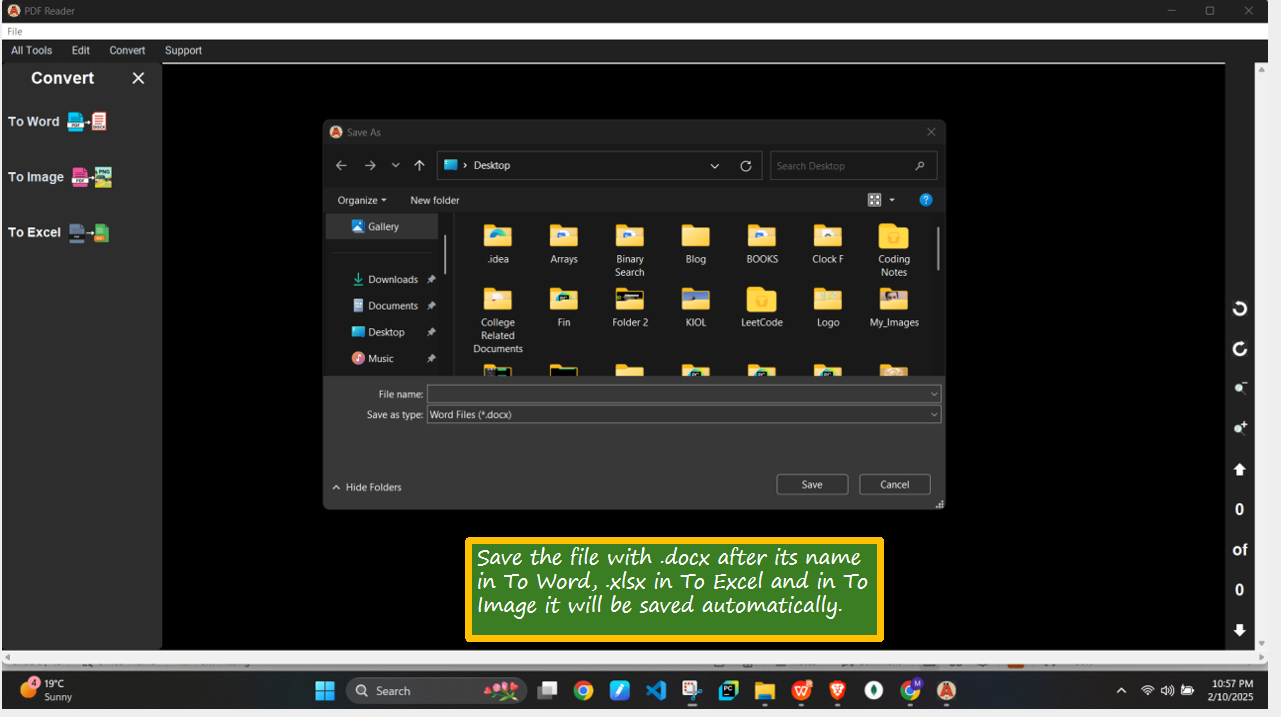 PDF Reader
File
All Tools Edit Convert Support
Convert
To Word
To Image
To Excel
Save As
Desktop
Search Desktop
Organize New folder
Gallery
Downloads
Documents
Desktop
Music
.idea Arrays Binary Search Blog BOOKS Clock F Coding Notes
College Related Documents Fin Folder 2 KIOL LeetCode Logo My_Images
File name:
Save as type: Word Files (*.docx)
Hide Folders
Save Cancel
Save the file with .docx after its name
in To Word, .xlsx in To Excel and in To
Image it will be saved automatically.
0
of
0
4
19°C
Sunny
Search
10:57 PM
2/10/2025